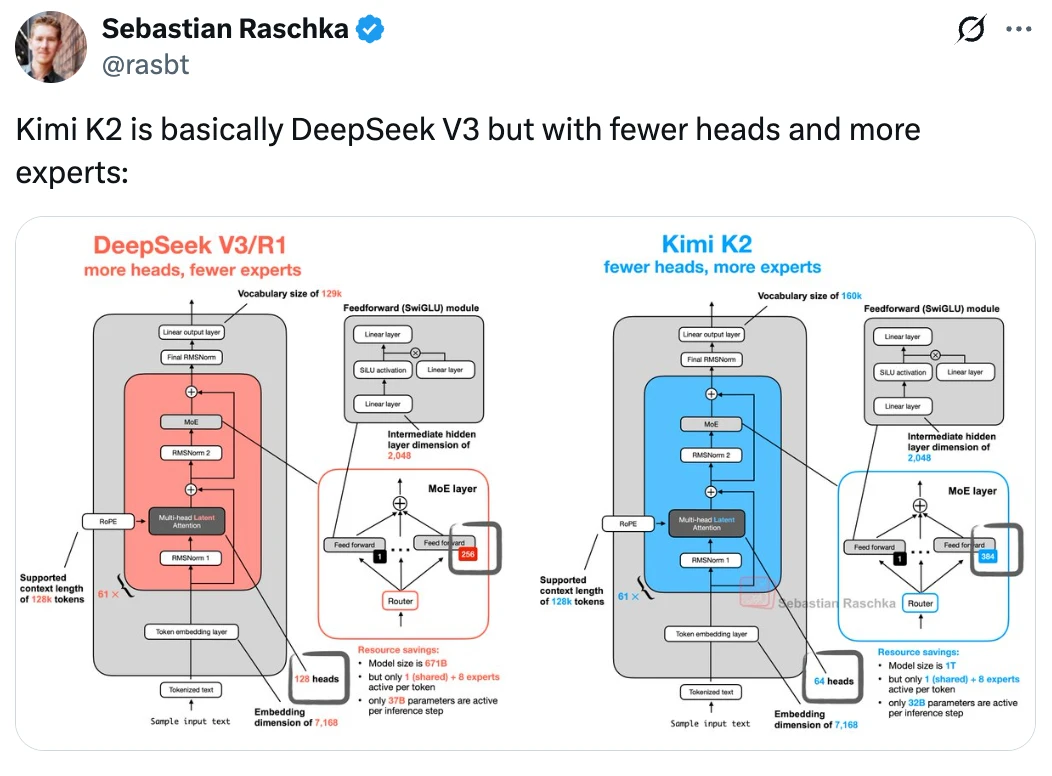 Sebastian Raschka
@rasbt
Kimi K2 is basically DeepSeek V3 but with fewer heads and more
experts:
DeepSeek V3/R1
more heads, fewer experts
Vocabulary size of 129k
Linear output layer
Final RMSNorm
MoE
RMSNorm 2
RoPE
Multi-head Latent
Attention
RMSNorm 1
Supported
context length
of 128k tokens
61 ×
Token embedding layer
Tokenized text
Sample input text
128 heads
Embedding
dimension of 7,168
Feedforward (SwiGLU) module
Linear layer
SiLU activation
Linear layer
Linear layer
Intermediate hidden
layer dimension of
2,048
MoE layer
Feed forward
1
Feed forward
256
Router
Resource savings:
• Model size is 671B
• but only 1 (shared) + 8 experts
active per token
• only 37B parameters are active
per inference step
Kimi K2
fewer heads, more experts
Vocabulary size of 160k
Linear output layer
Final RMSNorm
MoE
RMSNorm 2
RoPE
Multi-head Latent
Attention
RMSNorm 1
Supported
context length
of 128k tokens
61 ×
Token embedding layer
Tokenized text
Sample input text
64 heads
Embedding
dimension of 7,168
Feedforward (SwiGLU) module
Linear layer
SiLU activation
Linear layer
Linear layer
Intermediate hidden
layer dimension of
2,048
MoE layer
Feed forward
1
Feed forward
384
Router
Sebastian Raschka
Resource savings:
• Model size is 1T
• but only 1 (shared) + 8 experts
active per token
• only 32B parameters are active
per inference step